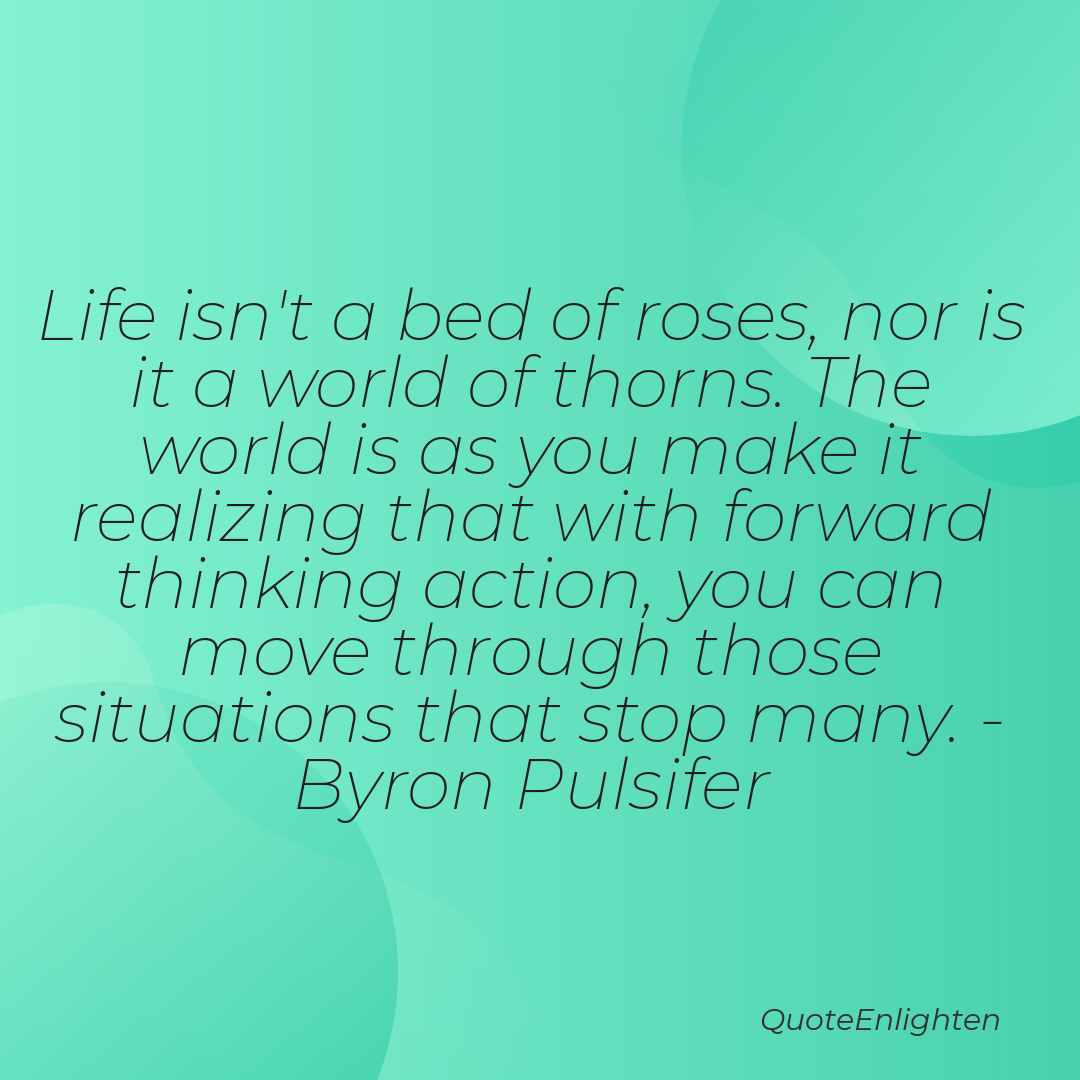 Life isn't a bed of roses, nor is
it a world of thorns. The
world is as you make it
realizing that with forward
thinking action, you can
move through those
situations that stop many. -
Byron Pulsifer
QuoteEnlighten